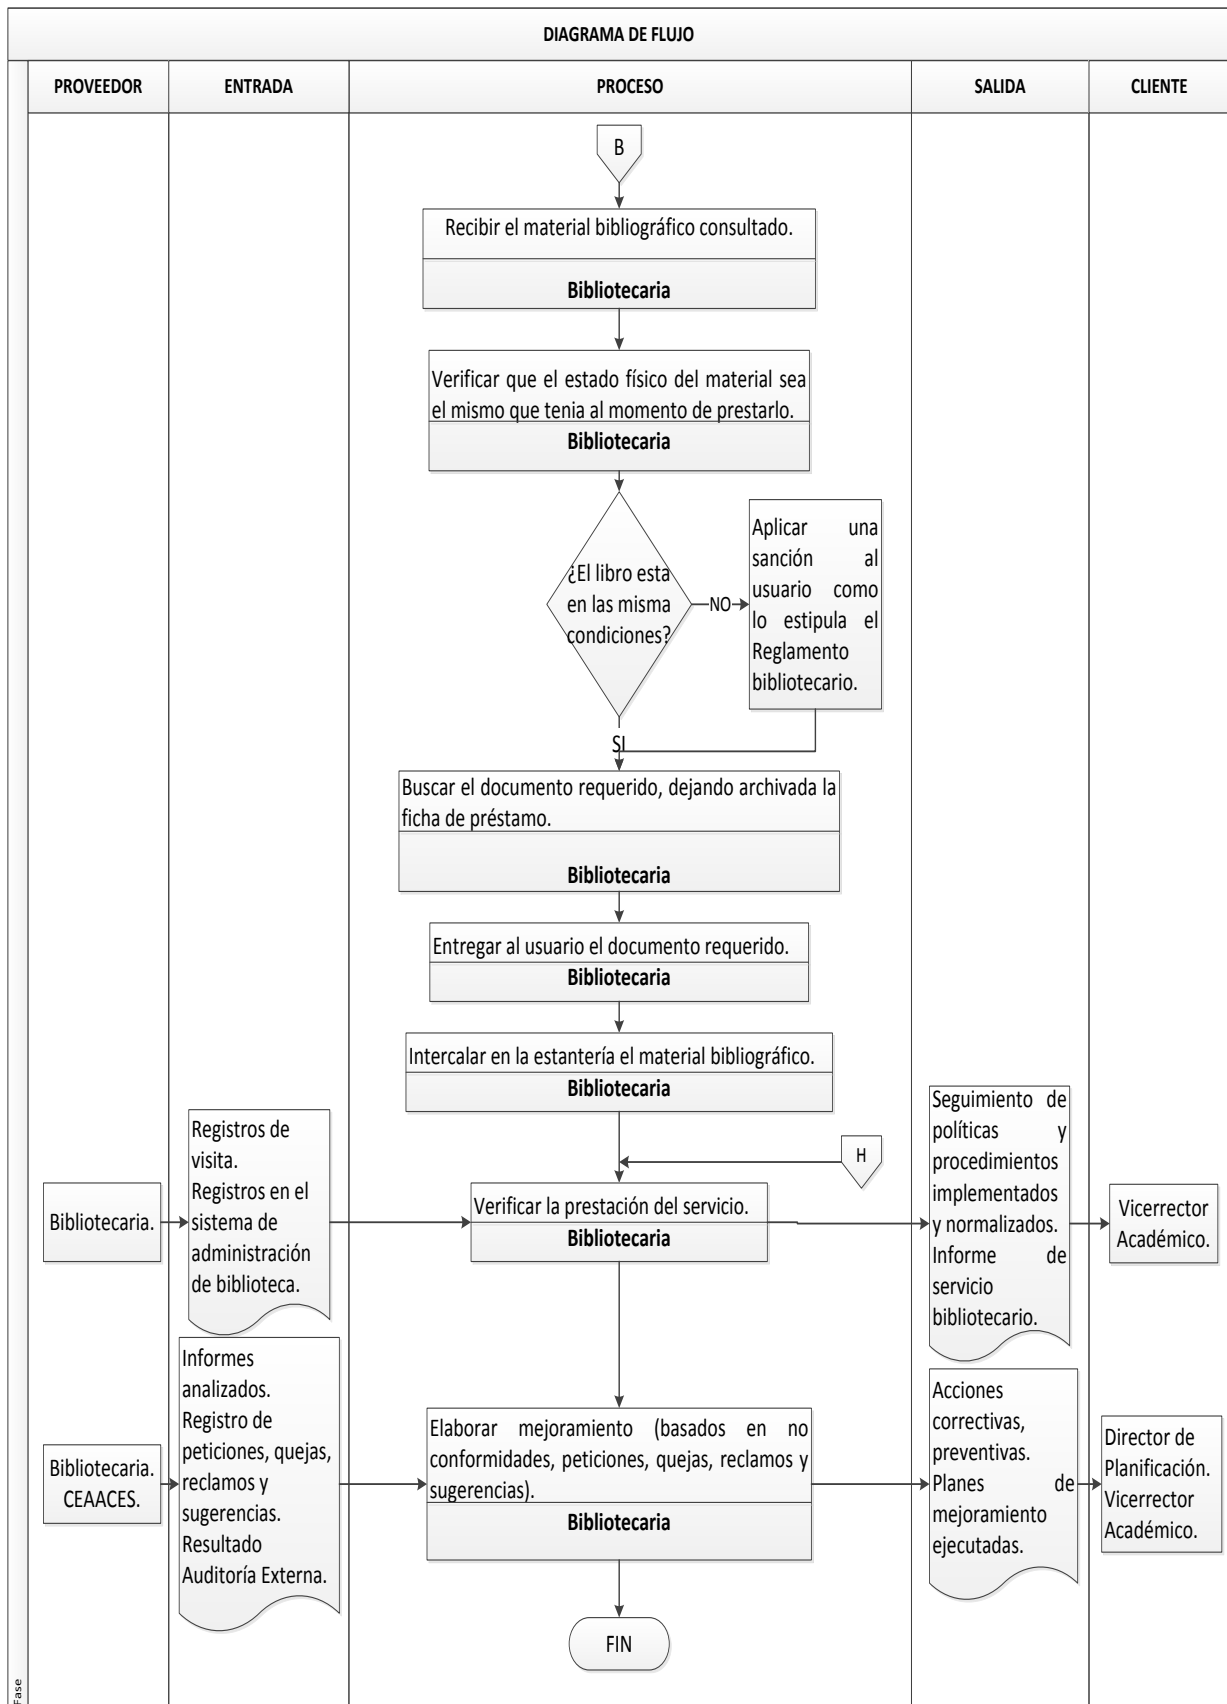 DIAGRAMA DE FLUJO
PROVEEDOR
ENTRADA
PROCESO
SALIDA
CLIENTE
B
Recibir el material bibliográfico consultado.
Bibliotecaria
Verificar que el estado físico del material sea
el mismo que tenia al momento de prestarlo.
Bibliotecaria
¿El libro esta
en las misma
condiciones?
NO
Aplicar una
sanción al
usuario como
lo estipula el
Reglamento
bibliotecario.
SI
Buscar el documento requerido, dejando archivada la
ficha de préstamo.
Bibliotecaria
Entregar al usuario el documento requerido.
Bibliotecaria
Intercalar en la estantería el material bibliográfico.
Bibliotecaria
H
Bibliotecaria.
Registros de
visita.
Registros en el
sistema de
administración
de biblioteca.
Verificar la prestación del servicio.
Bibliotecaria
Seguimiento de
políticas y
procedimientos
implementados
y normalizados.
Informe de
servicio
bibliotecario.
Vicerrector
Académico.
Bibliotecaria.
CEAACES.
Informes
analizados.
Registro de
peticiones, quejas,
reclamos y
sugerencias.
Resultado
Auditoría Externa.
Elaborar mejoramiento (basados en no
conformidades, peticiones, quejas, reclamos y
sugerencias).
Bibliotecaria
Acciones
correctivas,
preventivas.
Planes de
mejoramiento
ejecutadas.
Director de
Planificación.
Vicerrector
Académico.
FIN
Fase